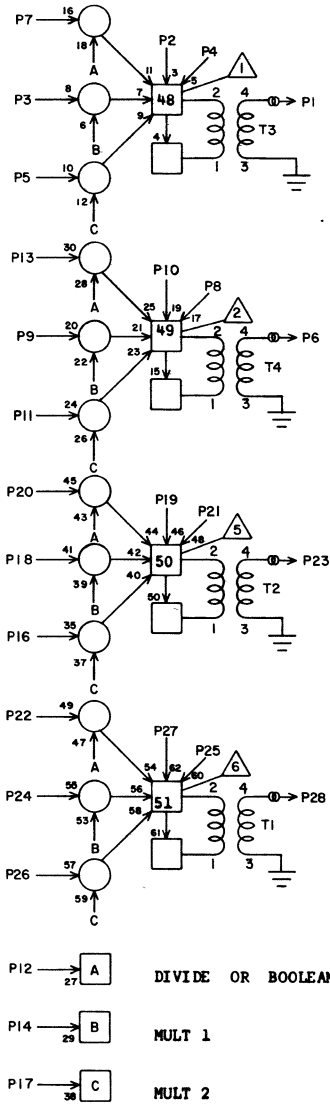 P7 16 18 A
P2 3 P4 5 1
11
P3 8 7 48 2 4 P1
6 9 T3
B 4 1 3
P5 10
12
C
P13 30
28 P10 P8
A 25 19 17 2
P9 20 21 49 2 4 P6
22 23 T4
B 15 1 3
P11 24
26
C
P20 45
43 P19 P21
A 44 46 48 5
P18 41 42 50 2 4 P23
39 40 T2
B 50 1 3
P16 35
37
C
P22 49
47 P27 P25
A 54 62 60 6
P24 55 56 51 2 4 P28
53 58 T1
B 61 1 3
P26 57
59
C
P12 27 A DIVIDE OR BOOLEAN
P14 29 B MULT 1
P17 38 C MULT 2